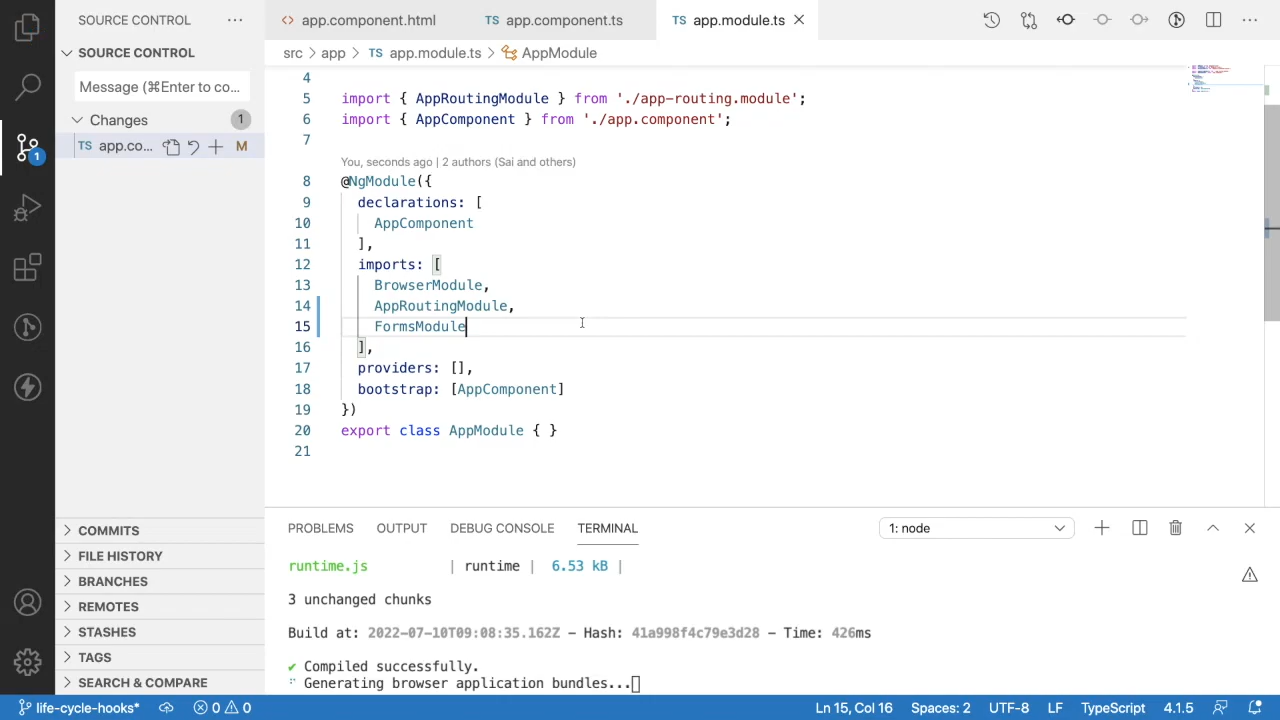 SOURCE CONTROL
SOURCE CONTROL
Message (⌘Enter to co...
Changes 1
TS app.co... M
COMMITS
FILE HISTORY
BRANCHES
REMOTES
STASHES
TAGS
SEARCH & COMPARE
1
<> app.component.html TS app.component.ts TS app.module.ts
src > app > TS app.module.ts > AppModule
4
5 import { AppRoutingModule } from './app-routing.module';
6 import { AppComponent } from './app.component';
7
You, seconds ago | 2 authors (Sai and others)
8 @NgModule({
9 declarations: [
10 AppComponent
11 ],
12 imports: [
13 BrowserModule,
14 AppRoutingModule,
15 FormsModule
16 ],
17 providers: [],
18 bootstrap: [AppComponent]
19 })
20 export class AppModule { }
21
PROBLEMS OUTPUT DEBUG CONSOLE TERMINAL 1: node
runtime.js | runtime | 6.53 kB |
3 unchanged chunks
Build at: 2022-07-10T09:08:35.162Z - Hash: 41a998f4c79e3d28 - Time: 426ms
✔ Compiled successfully.
Generating browser application bundles...
life-cycle-hooks* 0 0 Ln 15, Col 16 Spaces: 2 UTF-8 LF TypeScript 4.1.5